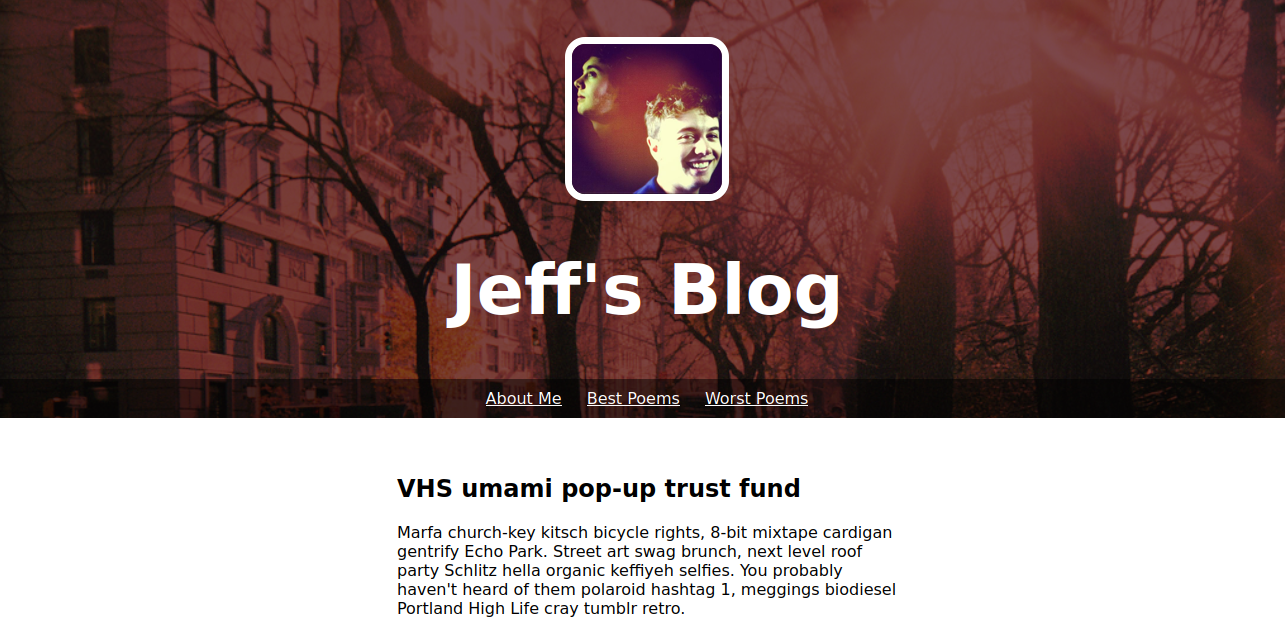 Jeff's Blog
About Me Best Poems Worst Poems
VHS umami pop-up trust fund
Marfa church-key kitsch bicycle rights, 8-bit mixtape cardigan
gentrify Echo Park. Street art swag brunch, next level roof
party Schlitz hella organic keffiyeh selfies. You probably
haven't heard of them polaroid hashtag 1, meggings biodiesel
Portland High Life cray tumblr retro.